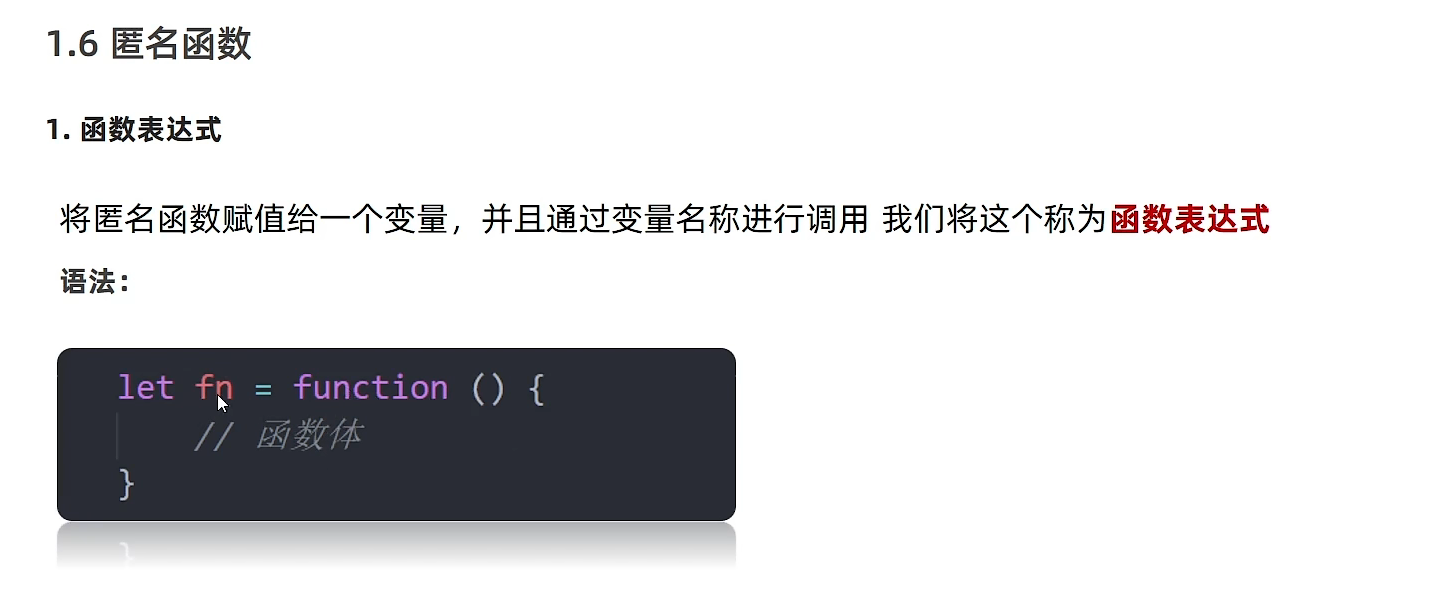 1.6 匿名函数
1. 函数表达式
将匿名函数赋值给一个变量，并且通过变量名称进行调用 我们将这个称为函数表达式
语法：
let fn = function () {
// 函数体
}